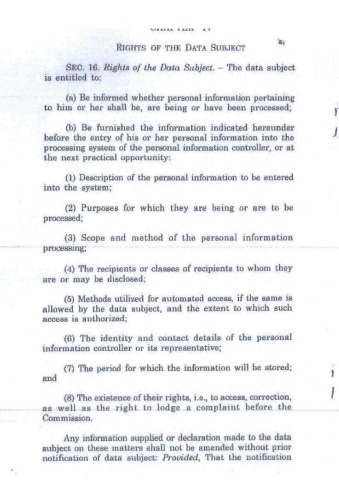 RIGHTS OF THE DATA SUBJECT
SEC. 16. Rights of the Data Subject. – The data subject
is entitled to:
(a) Be informed whether personal information pertaining
to him or her shall be, are being or have been processed;
(b) Be furnished the information indicated hereunder
before the entry of his or her personal information into the
processing system of the personal information controller, or at
the next practical opportunity:
(1) Description of the personal information to be entered
into the system;
(2) Purposes for which they are being or are to be
processed;
(3) Scope and method of the personal information
processing;
(4) The recipients or classes of recipients to whom they
are or may be disclosed;
(5) Methods utilized for automated access, if the same is
allowed by the data subject, and the extent to which such
access is authorized;
(6) The identity and contact details of the personal
information controller or its representative;
(7) The period for which the information will be stored;
and
(8) The existence of their rights, i.e., to access, correction,
as well as the right to lodge a complaint before the
Commission.
Any information supplied or declaration made to the data
subject on these matters shall not be amended without prior
notification of data subject: Provided, That the notification